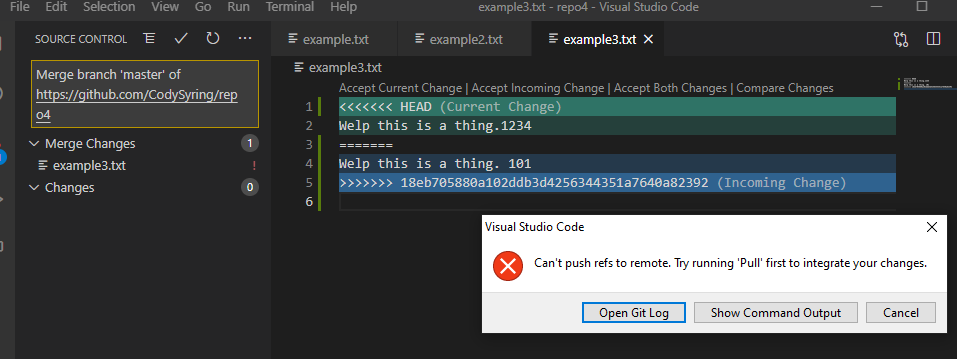 Selection View Go Run Terminal Help example3.txt - repo4 - Visual Studio Code
SOURCE CONTROL
example.txt example2.txt example3.txt
Merge branch 'master' of
https://github.com/CodySyring/rep
o4
Merge Changes 1
example3.txt !
Changes 0
example3.txt
Accept Current Change | Accept Incoming Change | Accept Both Changes | Compare Changes
1 <<<<<<< HEAD (Current Change)
2 Welp this is a thing.1234
3 =======
4 Welp this is a thing. 101
5 >>>>>>> 18eb705880a102ddb3d4256344351a7640a82392 (Incoming Change)
6
Visual Studio Code
Can't push refs to remote. Try running 'Pull' first to integrate your changes.
Open Git Log Show Command Output Cancel